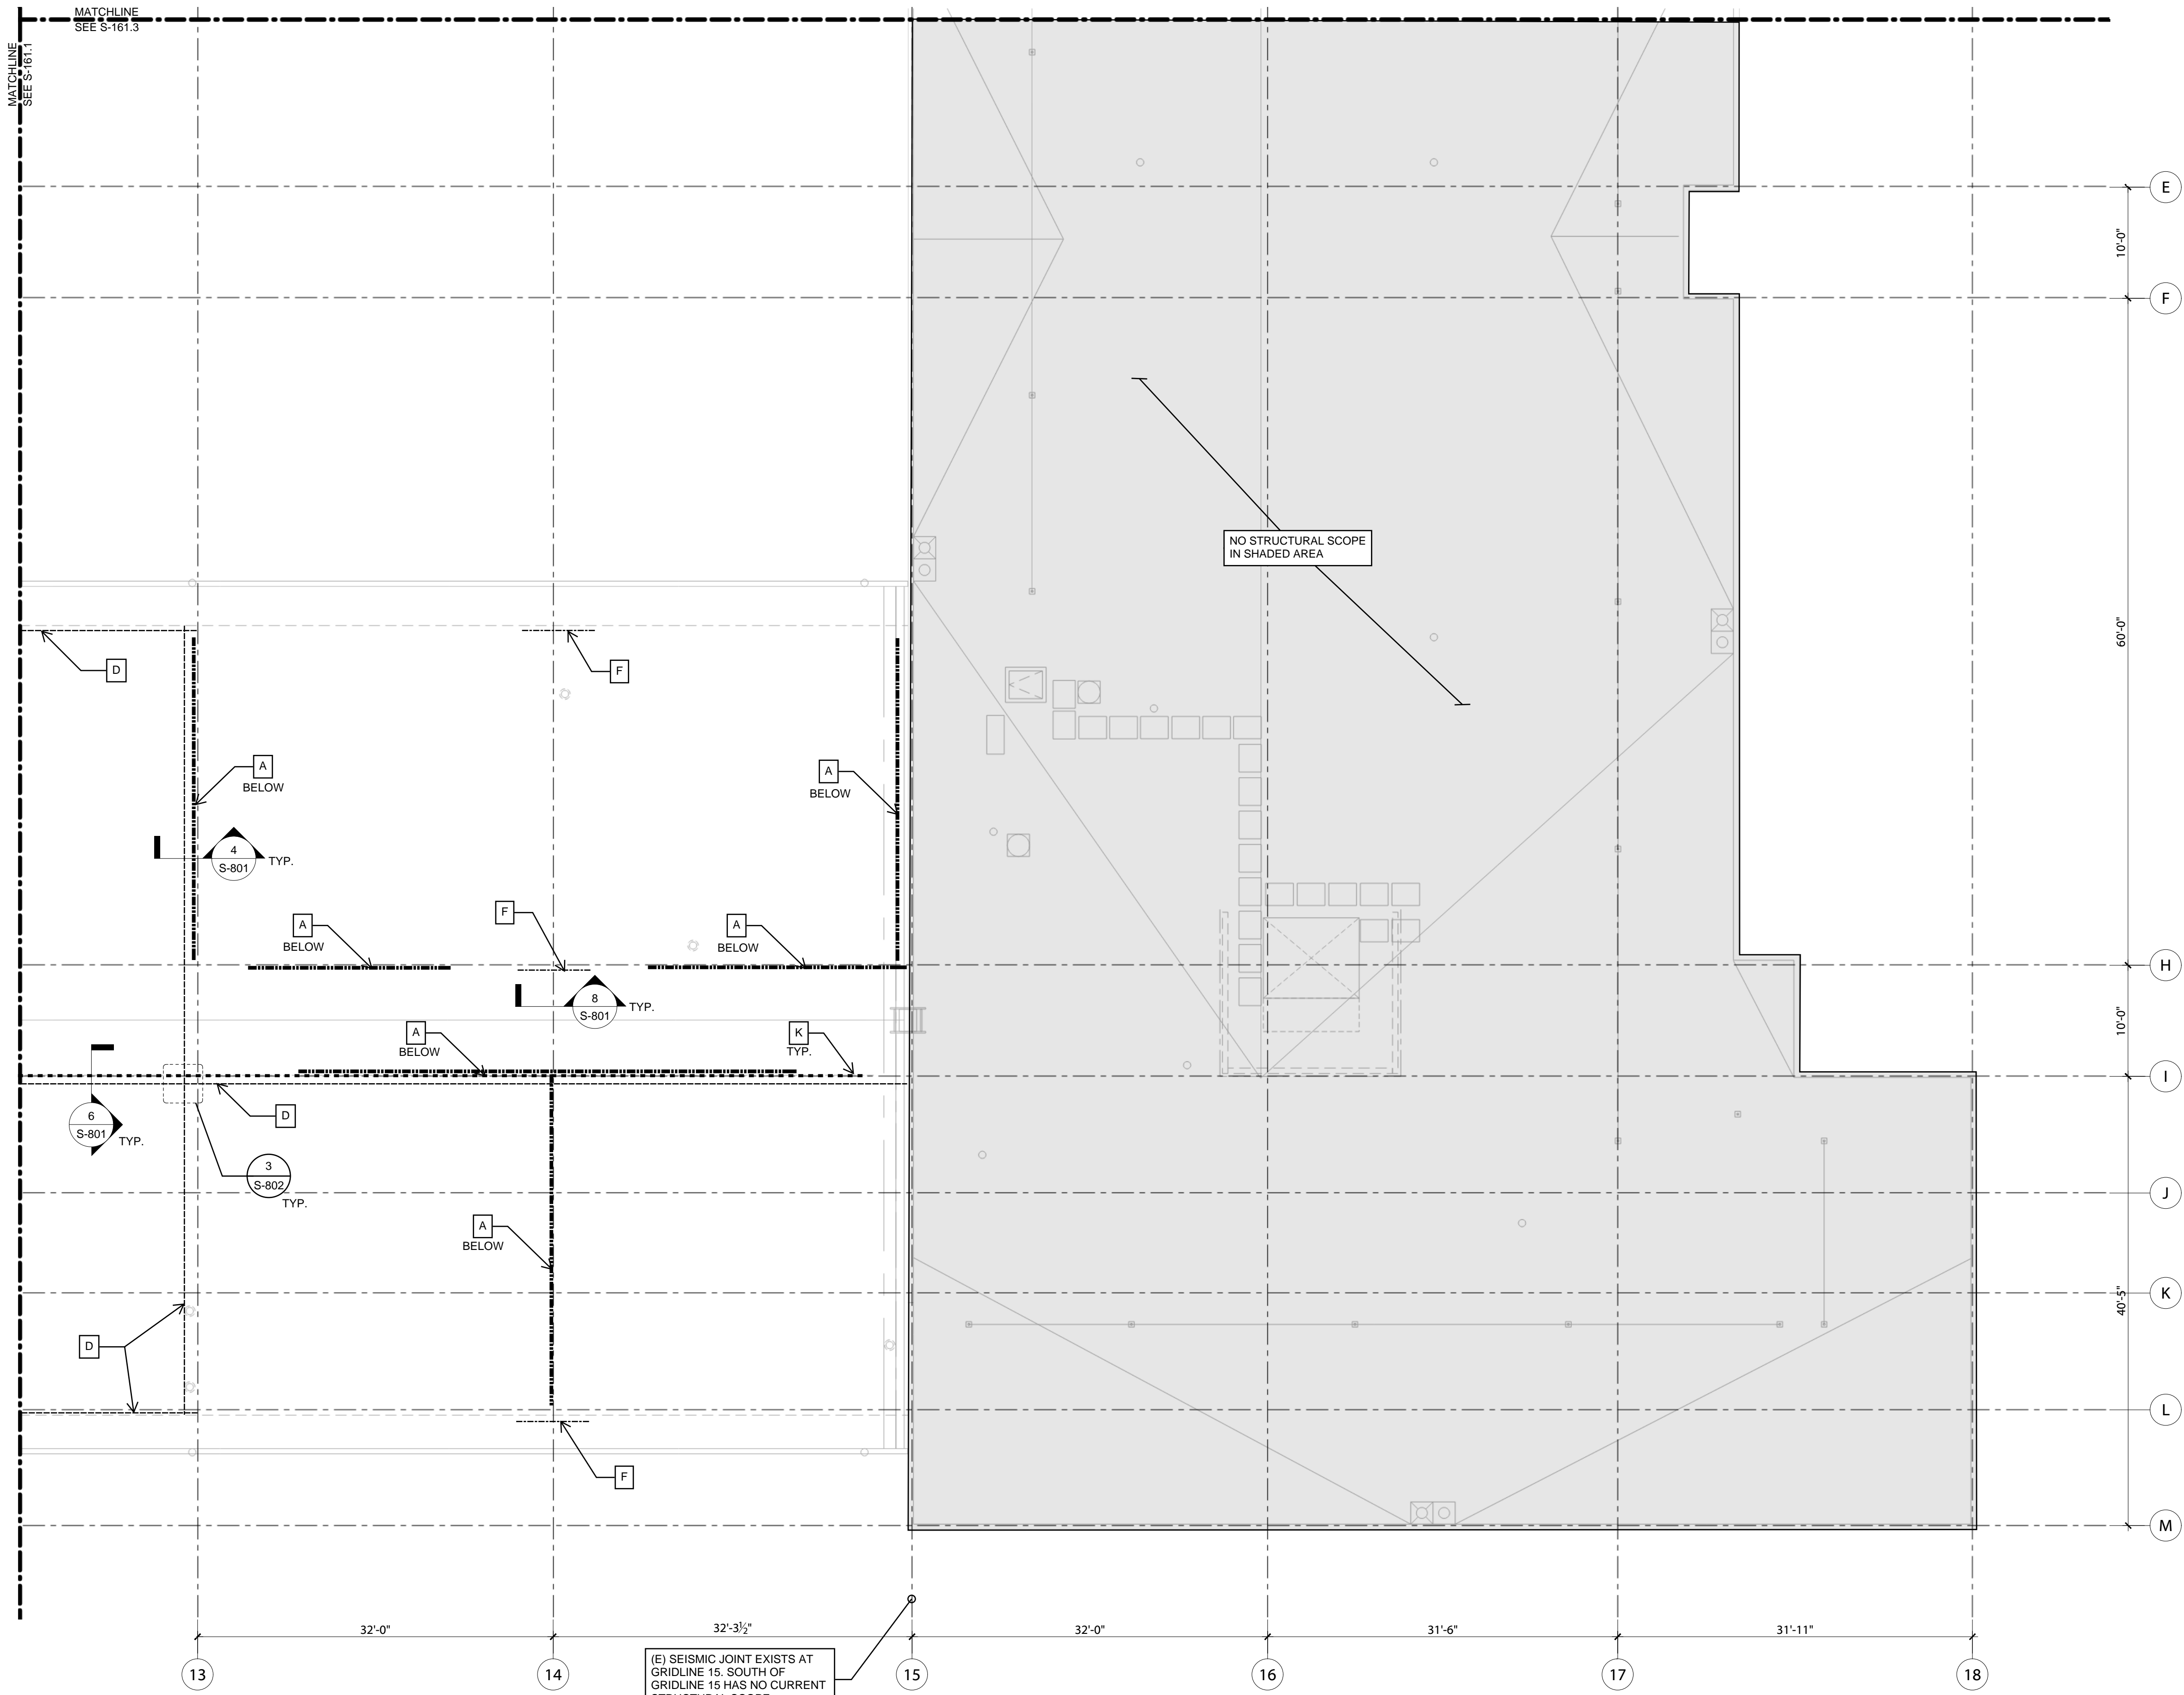 MATCHLINE
SEE S-161.3
MATCHLINE
SEE S-161.1
E
10'-0"
F
NO STRUCTURAL SCOPE
IN SHADED AREA
60'-0"
D
F
A
BELOW
A
BELOW
4
S-801
TYP.
A
BELOW
F
A
BELOW
H
8
S-801
TYP.
A
BELOW
K
TYP.
10'-0"
I
D
6
S-801
TYP.
3
S-802
TYP.
J
A
BELOW
K
40'-5"
D
L
F
M
32'-0"
32'-3½"
32'-0"
31'-6"
31'-11"
(E) SEISMIC JOINT EXISTS AT
GRIDLINE 15. SOUTH OF
GRIDLINE 15 HAS NO CURRENT
13
14
15
16
17
18